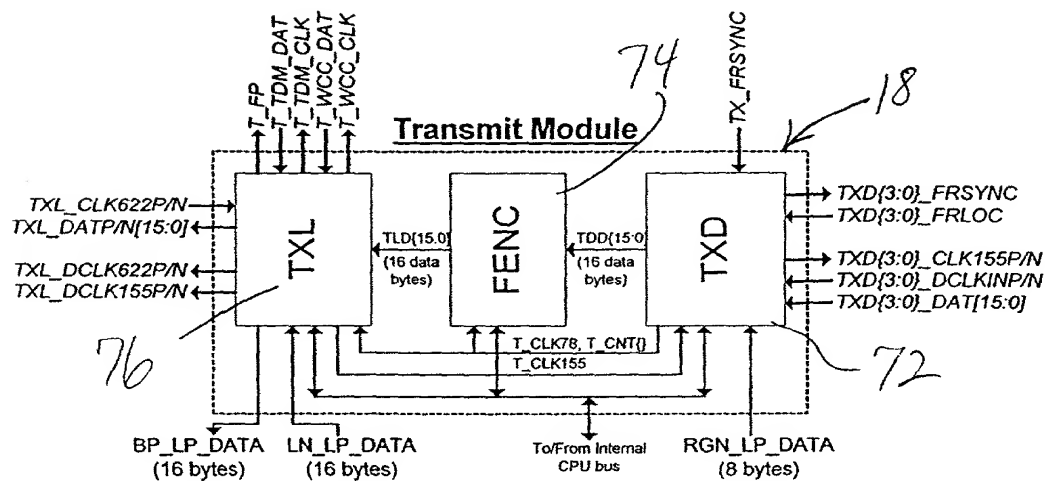 T_FP
T_TDM_DAT
T_TDM_CLK
T_WCC_DAT
T_WCC_CLK
74
TX_FRSYNC
18
Transmit Module
TXL_CLK622P/N
TXL_DATP/N[15:0]
TXL_DCLK622P/N
TXL_DCLK155P/N
TXL
TLD{15.0]
(16 data
bytes)
FENC
TDD{15:0
(16 data
bytes)
TXD
TXD{3:0}_FRSYNC
TXD{3:0}_FRLOC
TXD{3:0}_CLK155P/N
TXD{3:0}_DCLKINP/N
TXD{3:0}_DAT[15:0]
76
T_CLK78, T_CNT{}
T_CLK155
72
BP_LP_DATA
(16 bytes)
LN_LP_DATA
(16 bytes)
To/From Internal
CPU bus
RGN_LP_DATA
(8 bytes)